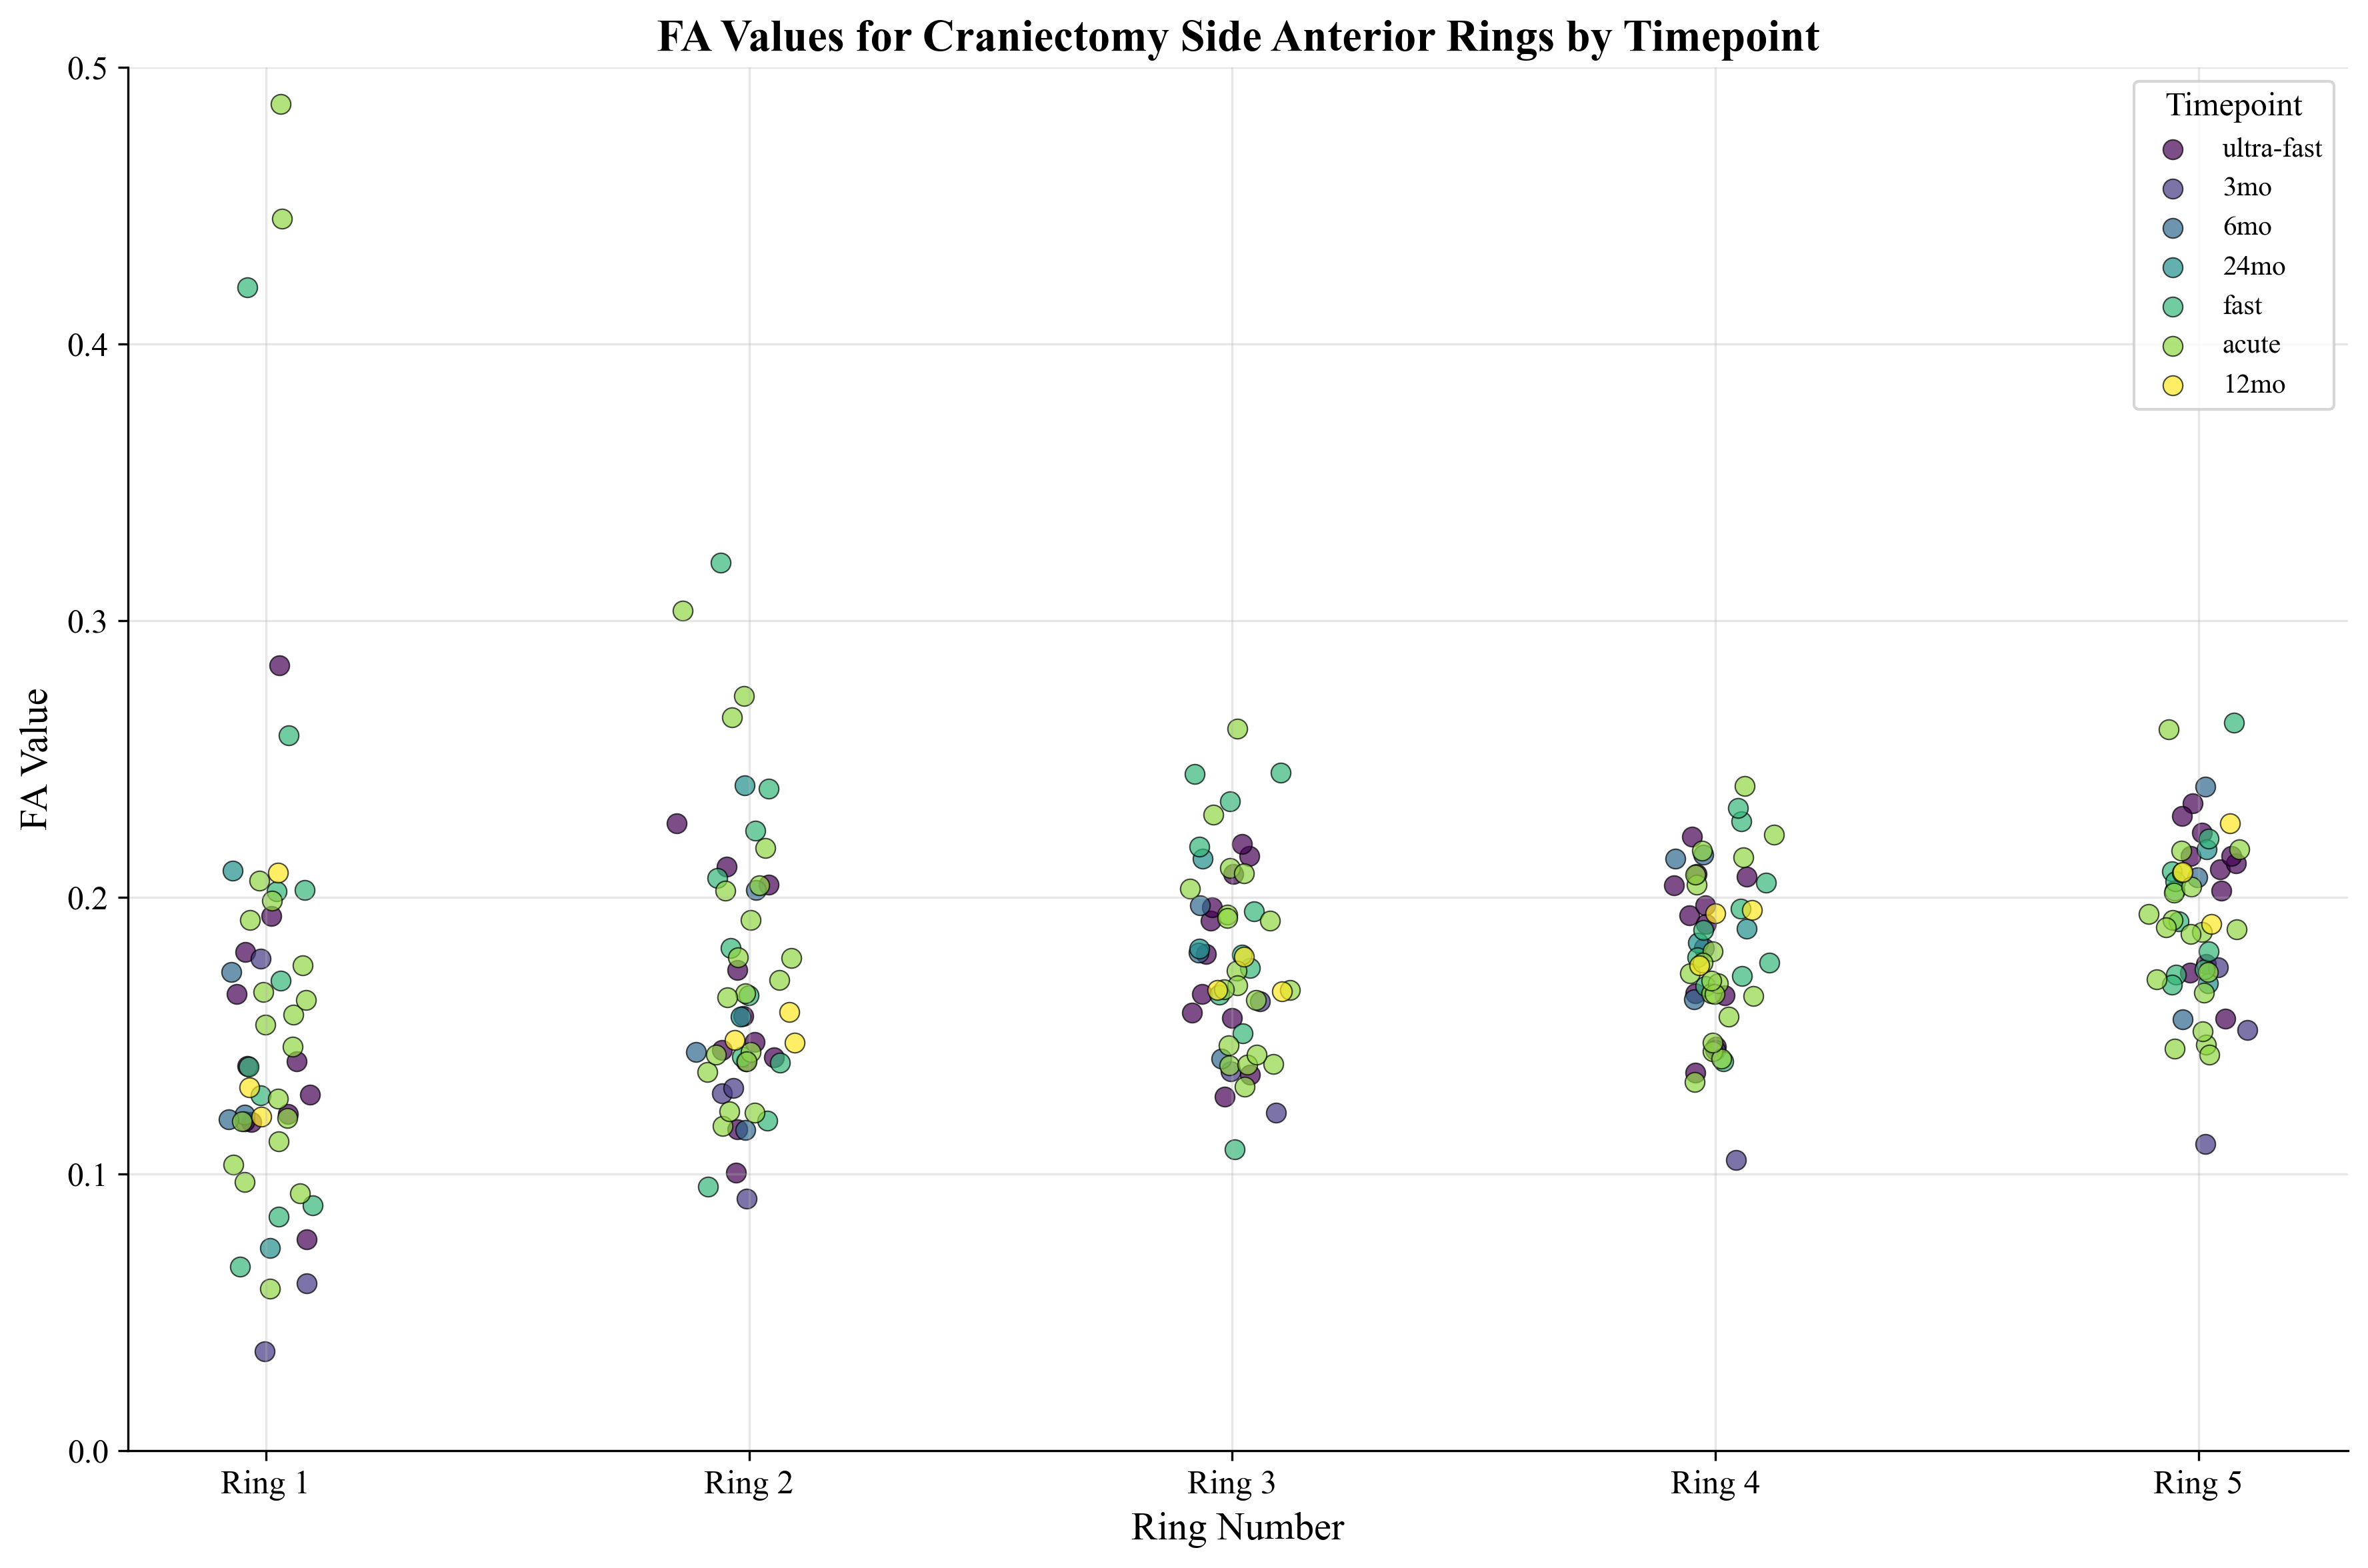 FA Values for Craniectomy Side Anterior Rings by Timepoint
0.5
0.4
0.3
0.2
0.1
0.0
FA Value
Timepoint
ultra-fast
3mo
6mo
24mo
fast
acute
12mo
Ring 1
Ring 2
Ring 3
Ring 4
Ring 5
Ring Number